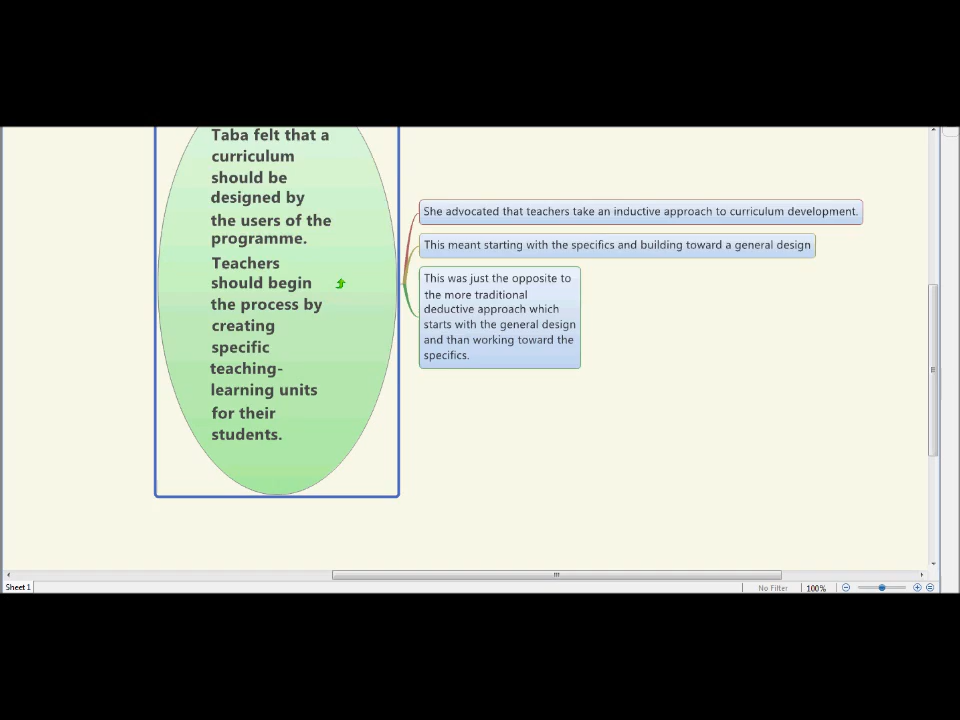 Taba felt that a
curriculum
should be
designed by
the users of the
programme.
Teachers
should begin
the process by
creating
specific
teaching-
learning units
for their
students.
She advocated that teachers take an inductive approach to curriculum development.
This meant starting with the specifics and building toward a general design
This was just the opposite to
the more traditional
deductive approach which
starts with the general design
and than working toward the
specifics.
Sheet 1
No Filter
100%